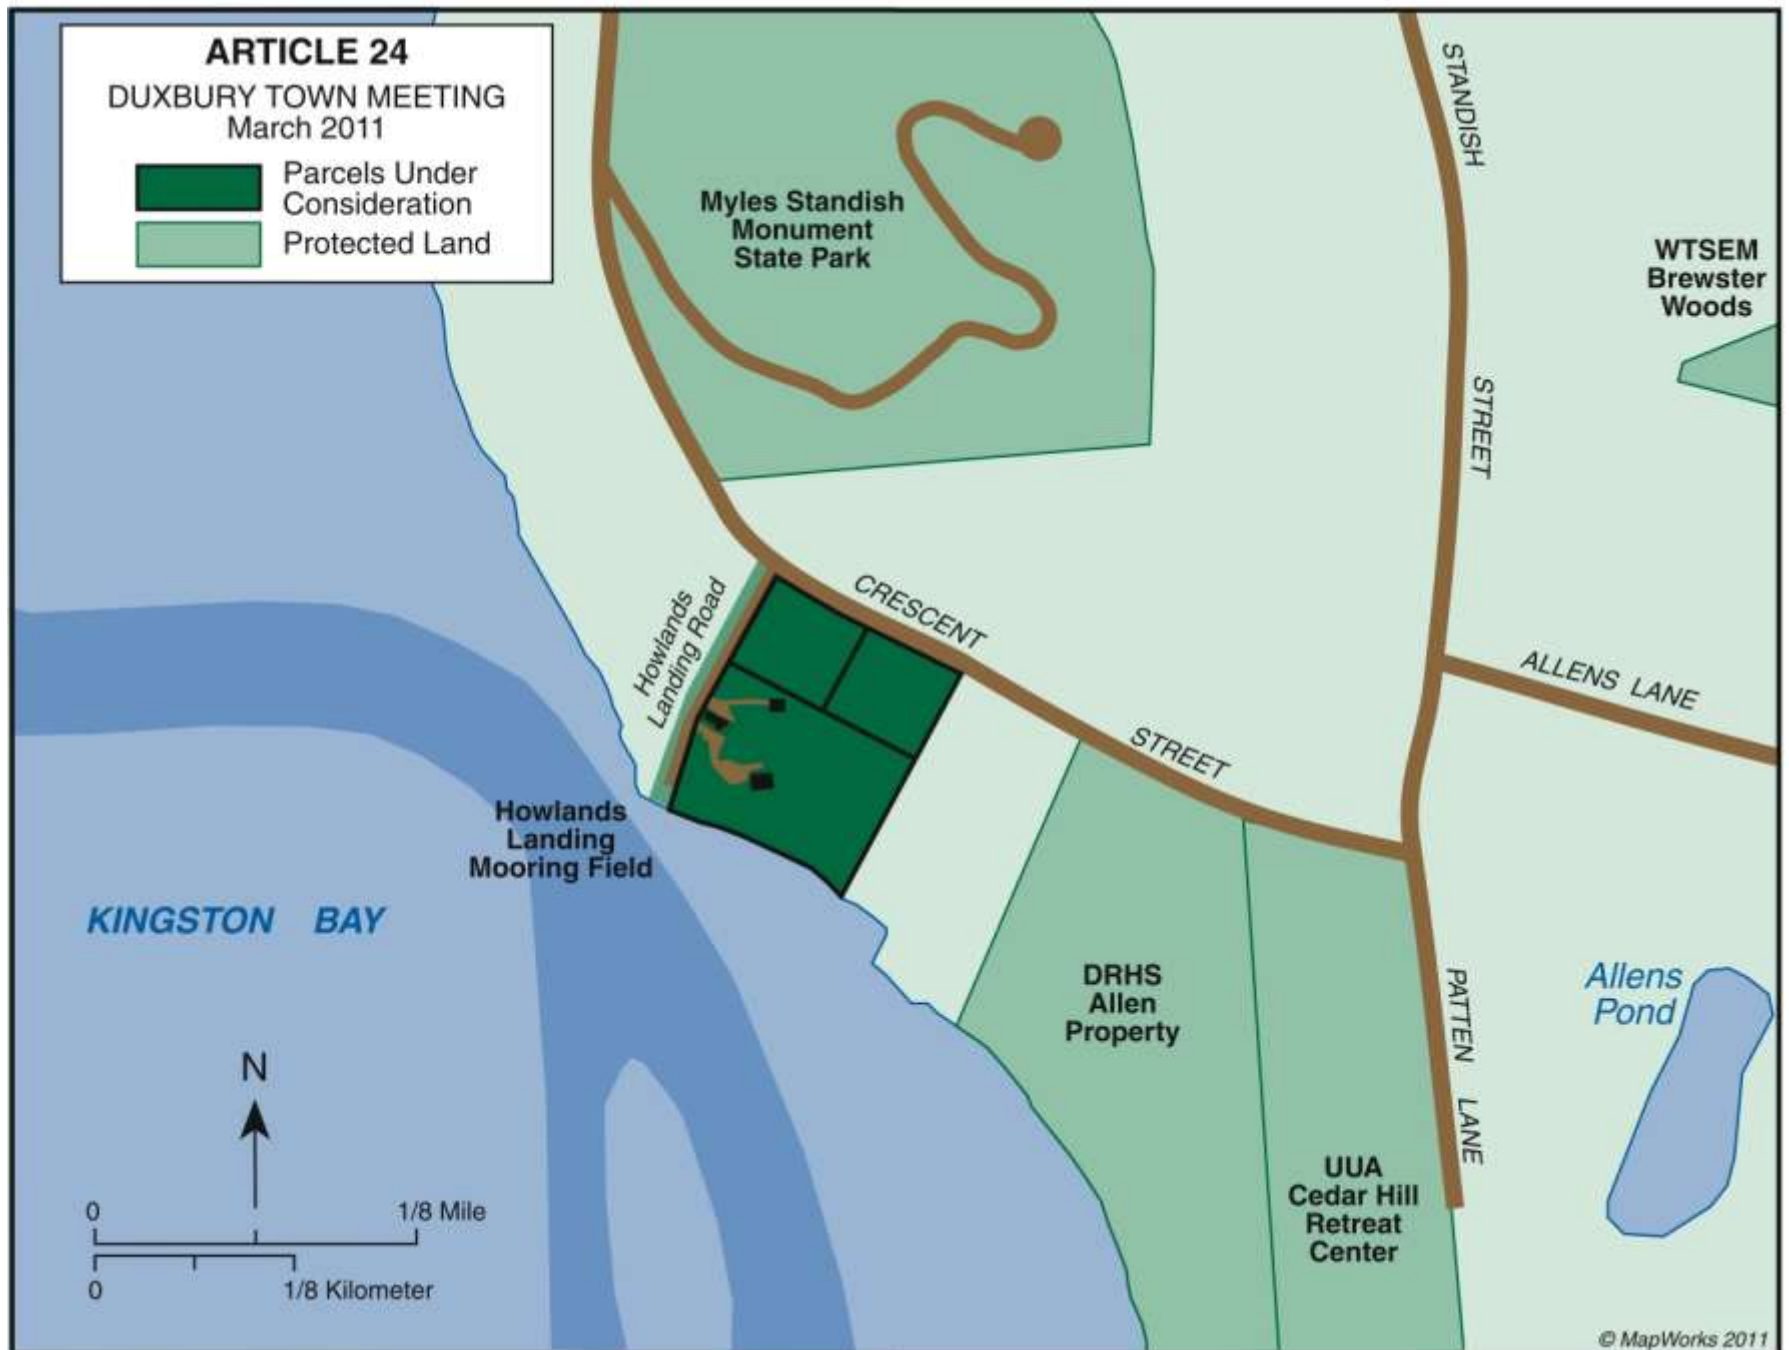 ARTICLE 24
DUXBURY TOWN MEETING
March 2011
Parcels Under
Consideration
Protected Land
Myles Standish
Monument
State Park
STANDISH
STREET
WTSEM
Brewster
Woods
Howlands
Landing Road
CRESCENT
STREET
ALLENS LANE
Howlands
Landing
Mooring Field
KINGSTON BAY
DRHS
Allen
Property
PATTEN LANE
Allens
Pond
UUA
Cedar Hill
Retreat
Center
N
0
1/8 Mile
0
1/8 Kilometer
© MapWorks 2011